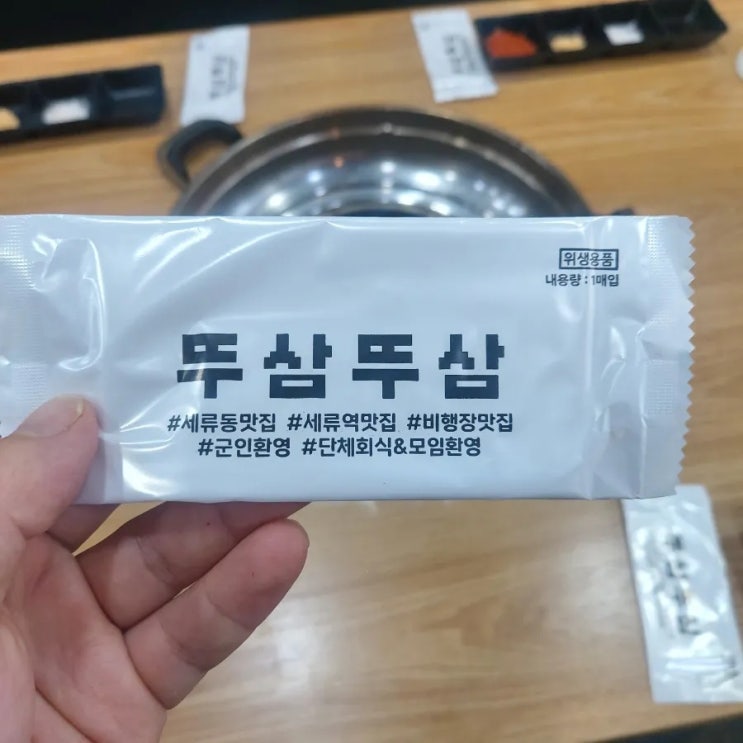 위생용품
내용량 : 1매입
뚜삼뚜삼
#세류동맛집 #세류역맛집 #비행장맛집
#군인환영 #단체회식&모임환영